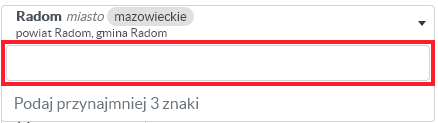 Radom miasto mazowieckie
powiat Radom, gmina Radom
Podaj przynajmniej 3 znaki